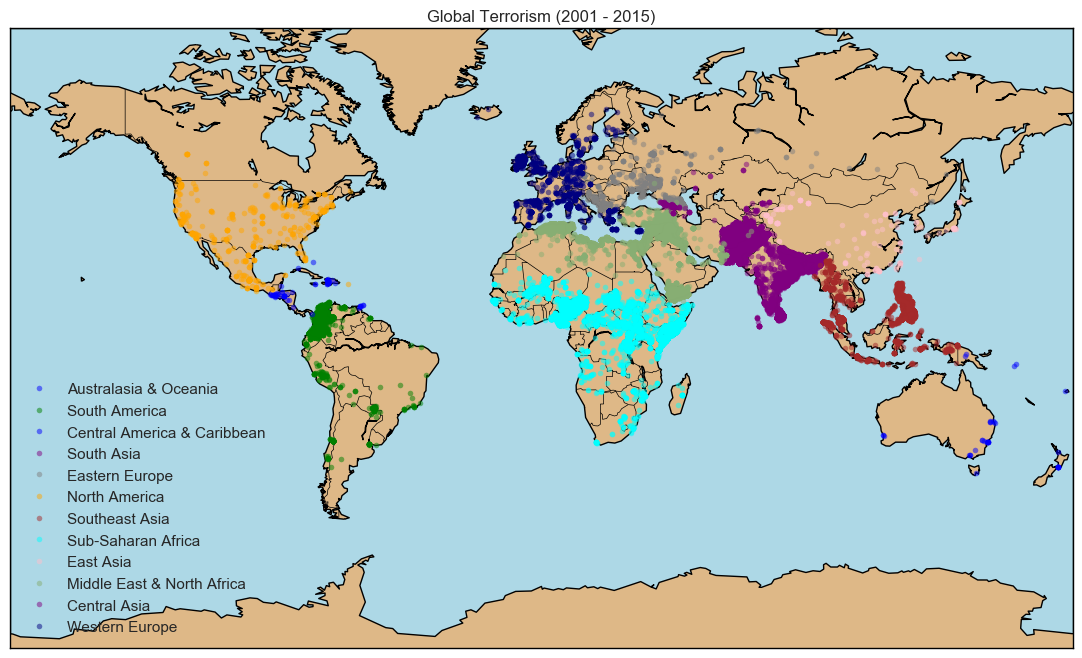 Global Terrorism (2001 - 2015)
Australasia & Oceania
South America
Central America & Caribbean
South Asia
Eastern Europe
North America
Southeast Asia
Sub-Saharan Africa
East Asia
Middle East & North Africa
Central Asia
Western Europe